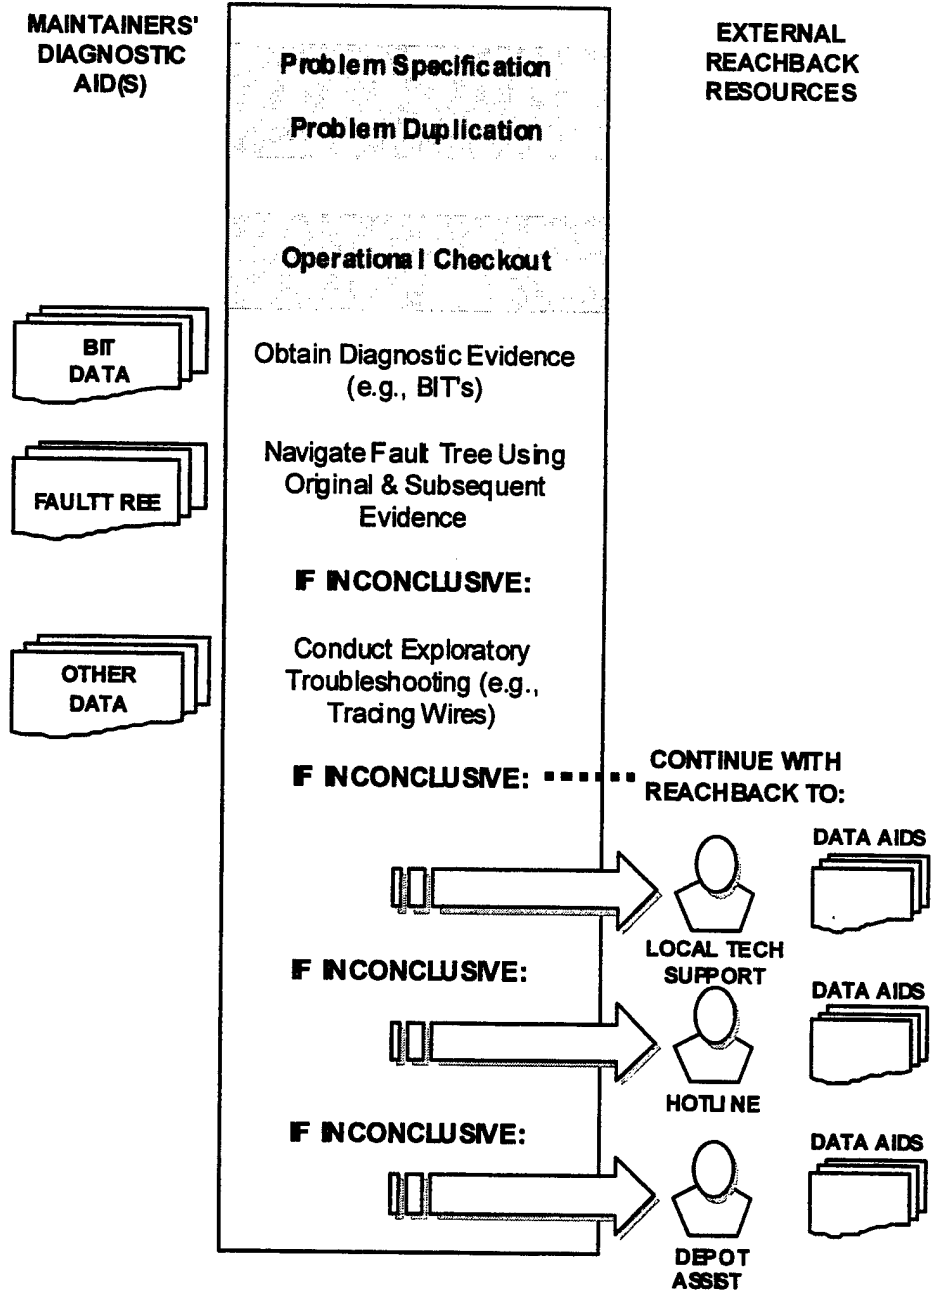 MAINTAINERS'
DIAGNOSTIC
AID(S)
EXTERNAL
REACHBACK
RESOURCES
Problem Specification
Problem Duplication
Operational Checkout
BIT
DATA
Obtain Diagnostic Evidence
(e.g., BIT's)
FAULTT REE
Navigate Fault Tree Using
Original & Subsequent
Evidence
IF INCONCLUSIVE:
OTHER
DATA
Conduct Exploratory
Troubleshooting (e.g.,
Tracing Wires)
IF INCONCLUSIVE:
CONTINUE WITH
REACHBACK TO:
DATA AIDS
LOCAL TECH
SUPPORT
IF INCONCLUSIVE:
DATA AIDS
HOTLINE
IF INCONCLUSIVE:
DATA AIDS
DEPOT
ASSIST